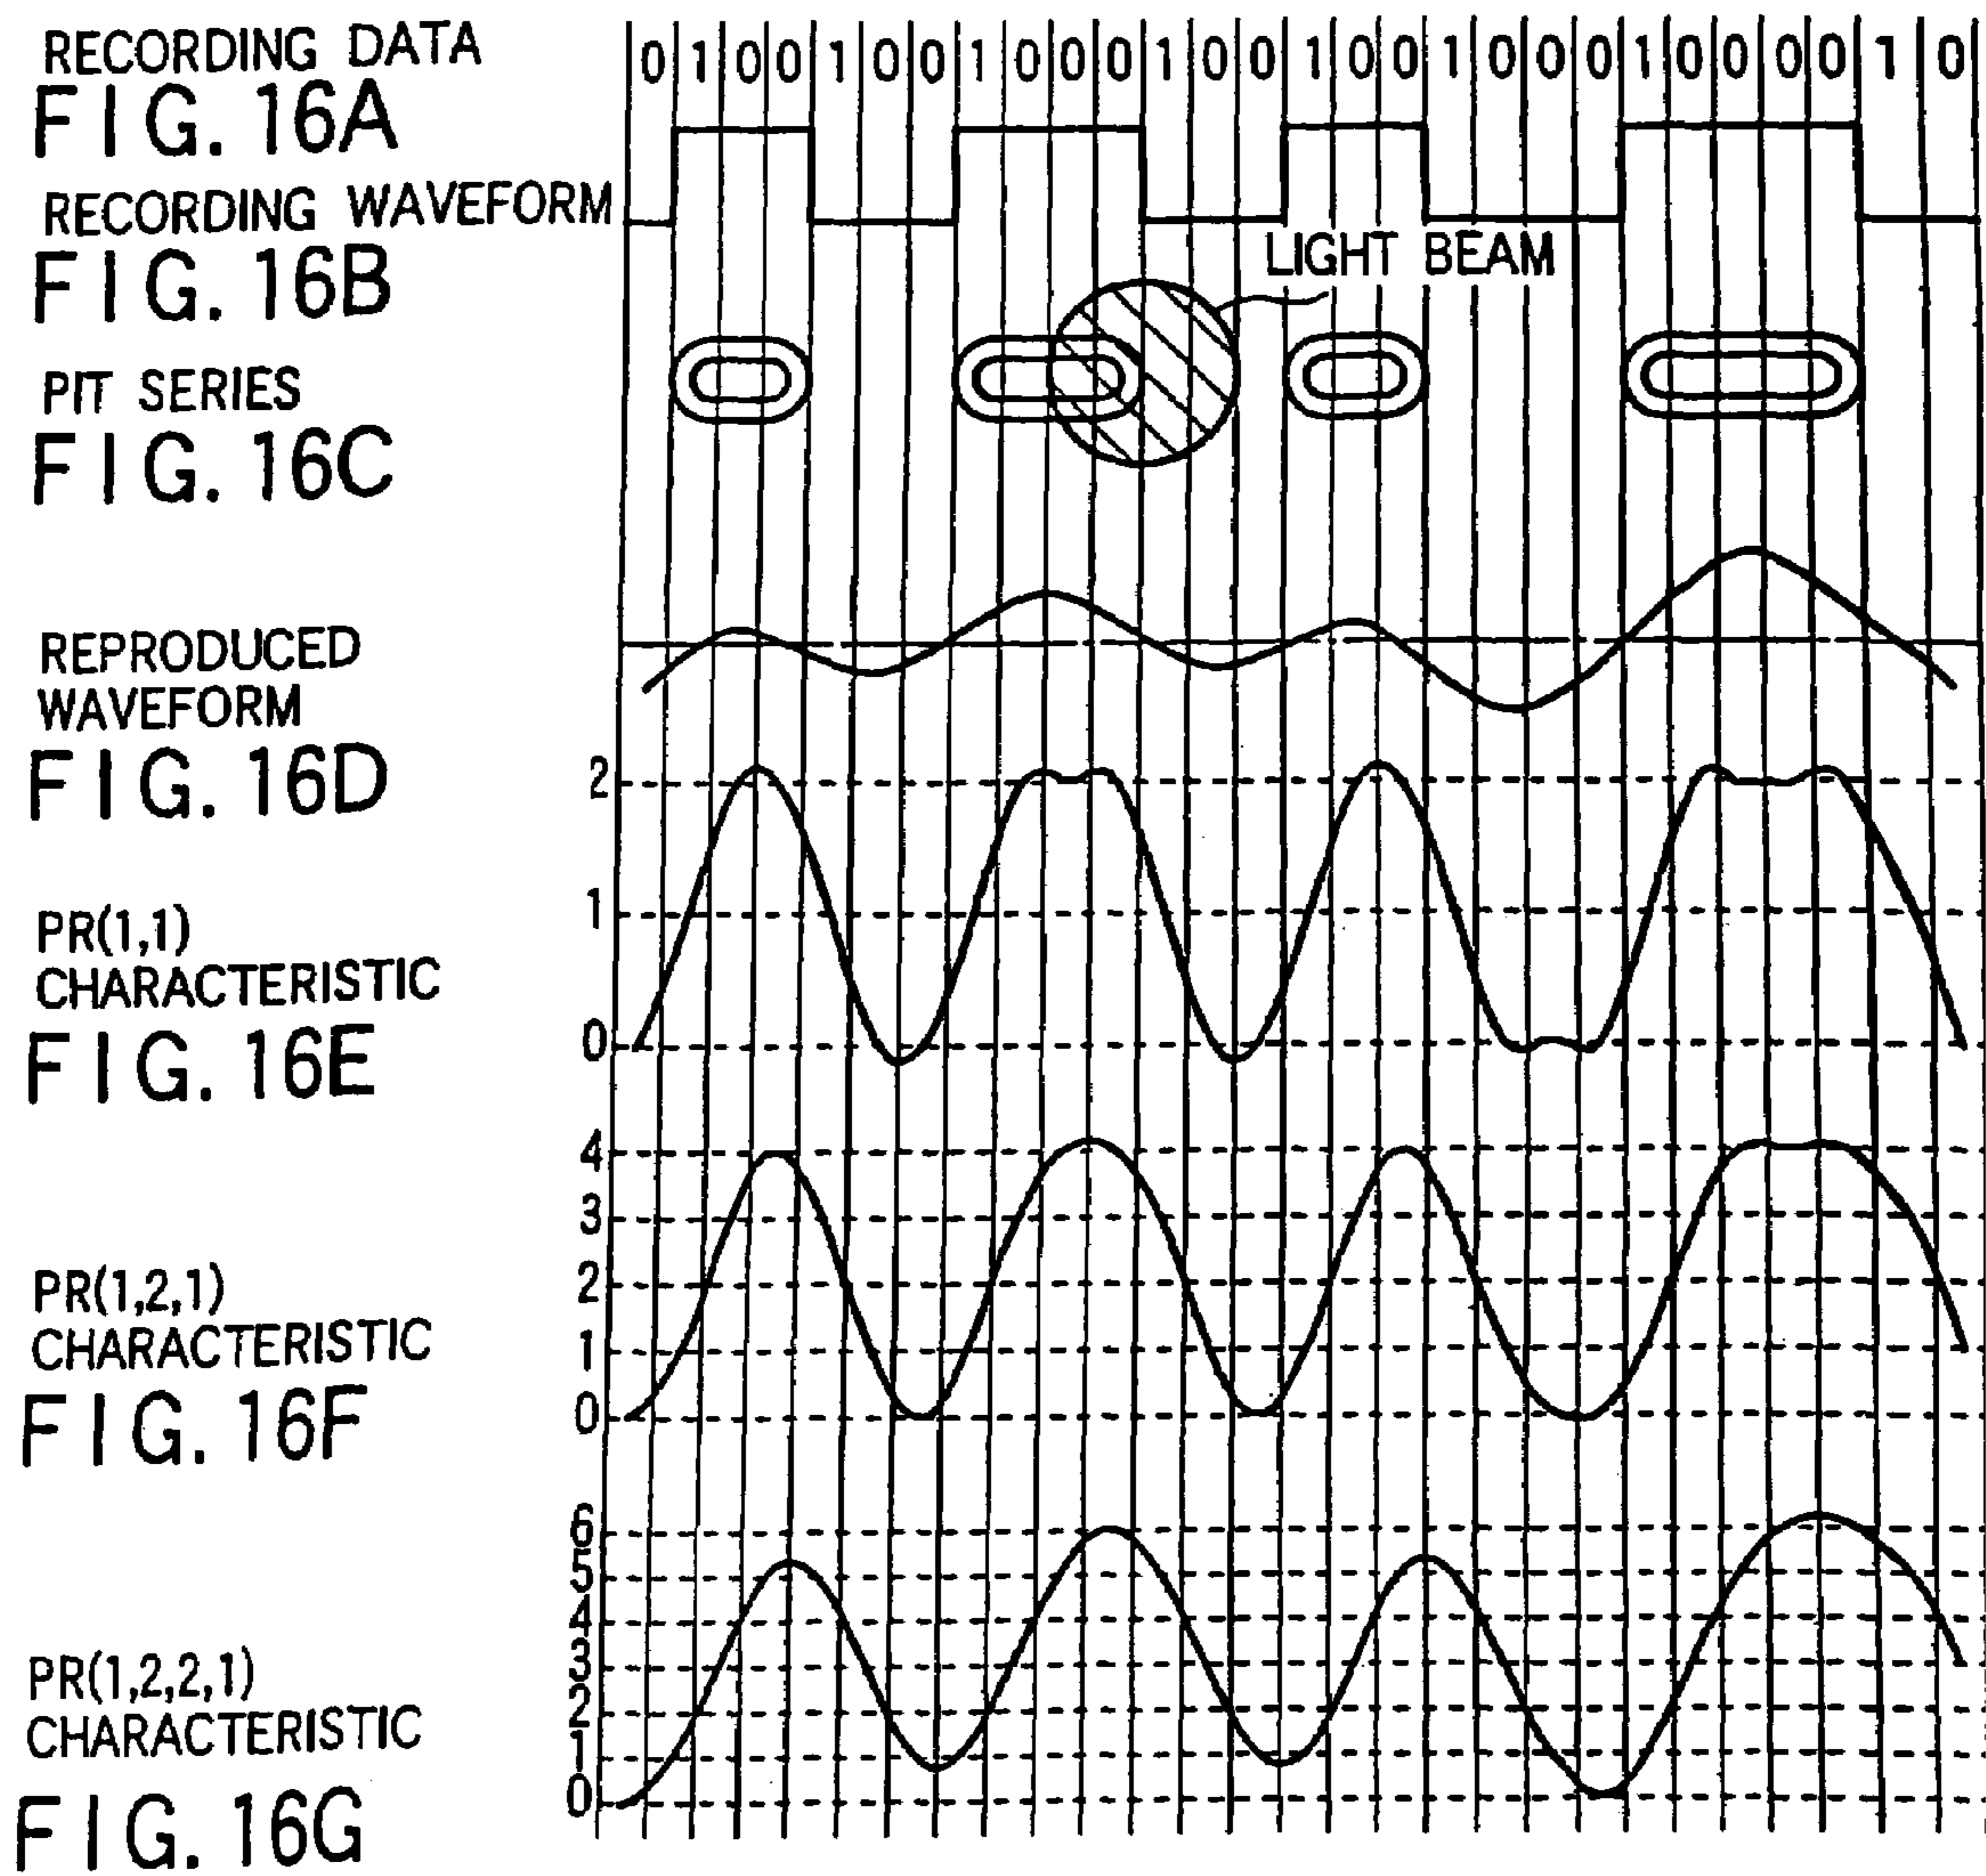 RECORDING DATA
0 1 0 0 1 0 0 1 0 0 0 1 0 0 1 0 0 1 0 0 0 1 0 0 0 0 1 0
FIG. 16A
RECORDING WAVEFORM
FIG. 16B
LIGHT BEAM
PIT SERIES
FIG. 16C
REPRODUCED
WAVEFORM
FIG. 16D
2
1
0
PR(1,1)
CHARACTERISTIC
FIG. 16E
4
3
2
1
0
PR(1,2,1)
CHARACTERISTIC
FIG. 16F
6
5
4
3
2
1
0
PR(1,2,2,1)
CHARACTERISTIC
FIG. 16G